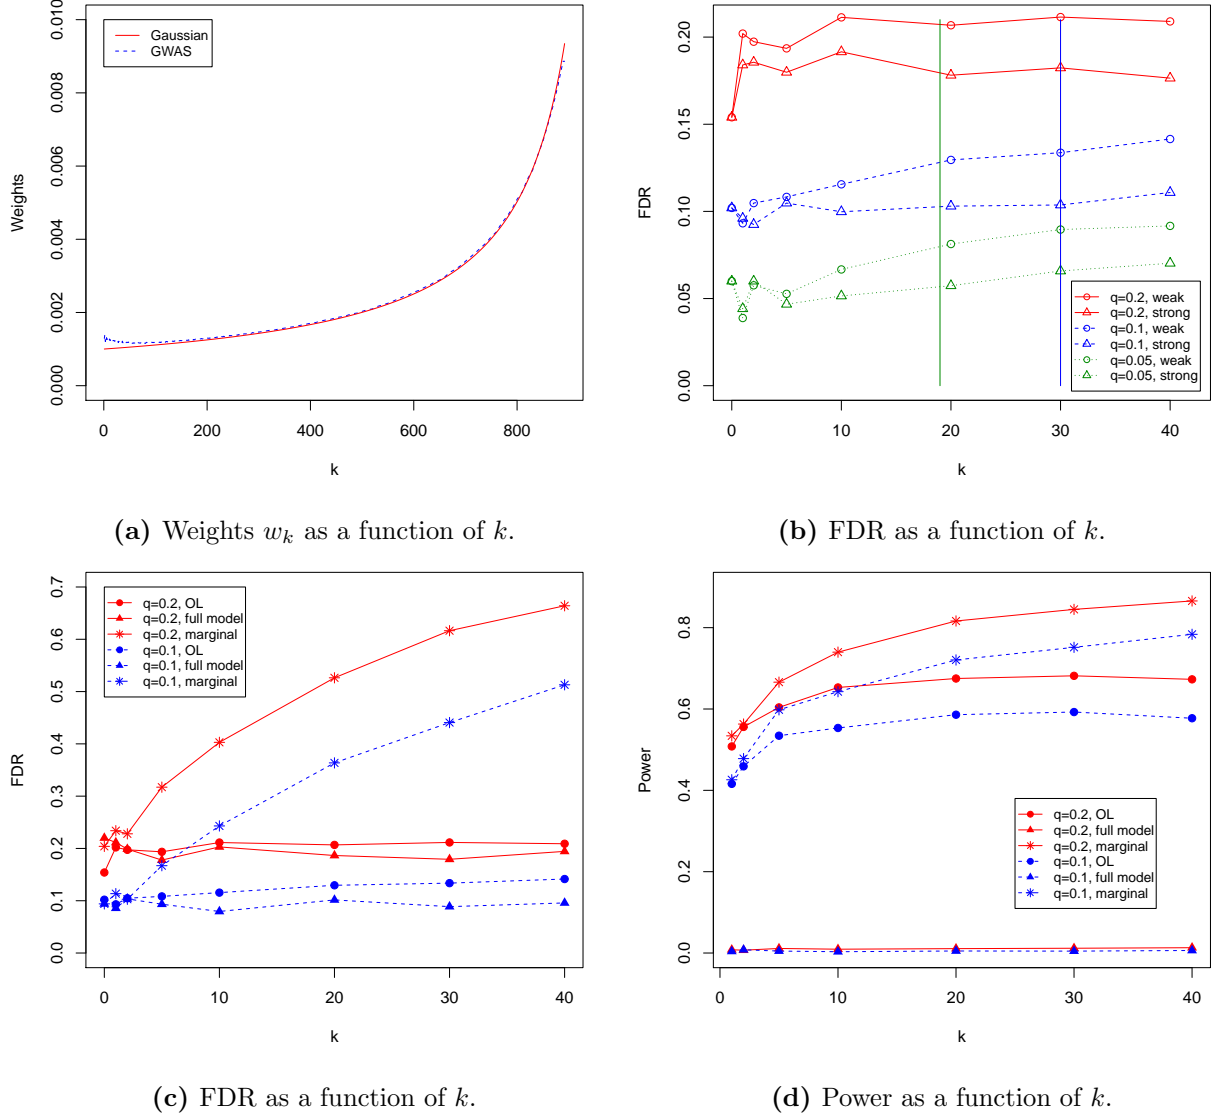 Gaussian
GWAS
0.000
0.002
0.004
0.006
0.008
0.010
Weights
0
200
400
600
800
k
(a) Weights w_k as a function of k.
0.00
0.05
0.10
0.15
0.20
FDR
q=0.2, weak
q=0.2, strong
q=0.1, weak
q=0.1, strong
q=0.05, weak
q=0.05, strong
0
10
20
30
40
k
(b) FDR as a function of k.
q=0.2, OL
q=0.2, full model
q=0.2, marginal
q=0.1, OL
q=0.1, full model
q=0.1, marginal
0.0
0.1
0.2
0.3
0.4
0.5
0.6
0.7
FDR
0
10
20
30
40
k
(c) FDR as a function of k.
0.0
0.2
0.4
0.6
0.8
Power
q=0.2, OL
q=0.2, full model
q=0.2, marginal
q=0.1, OL
q=0.1, full model
q=0.1, marginal
0
10
20
30
40
k
(d) Power as a function of k.